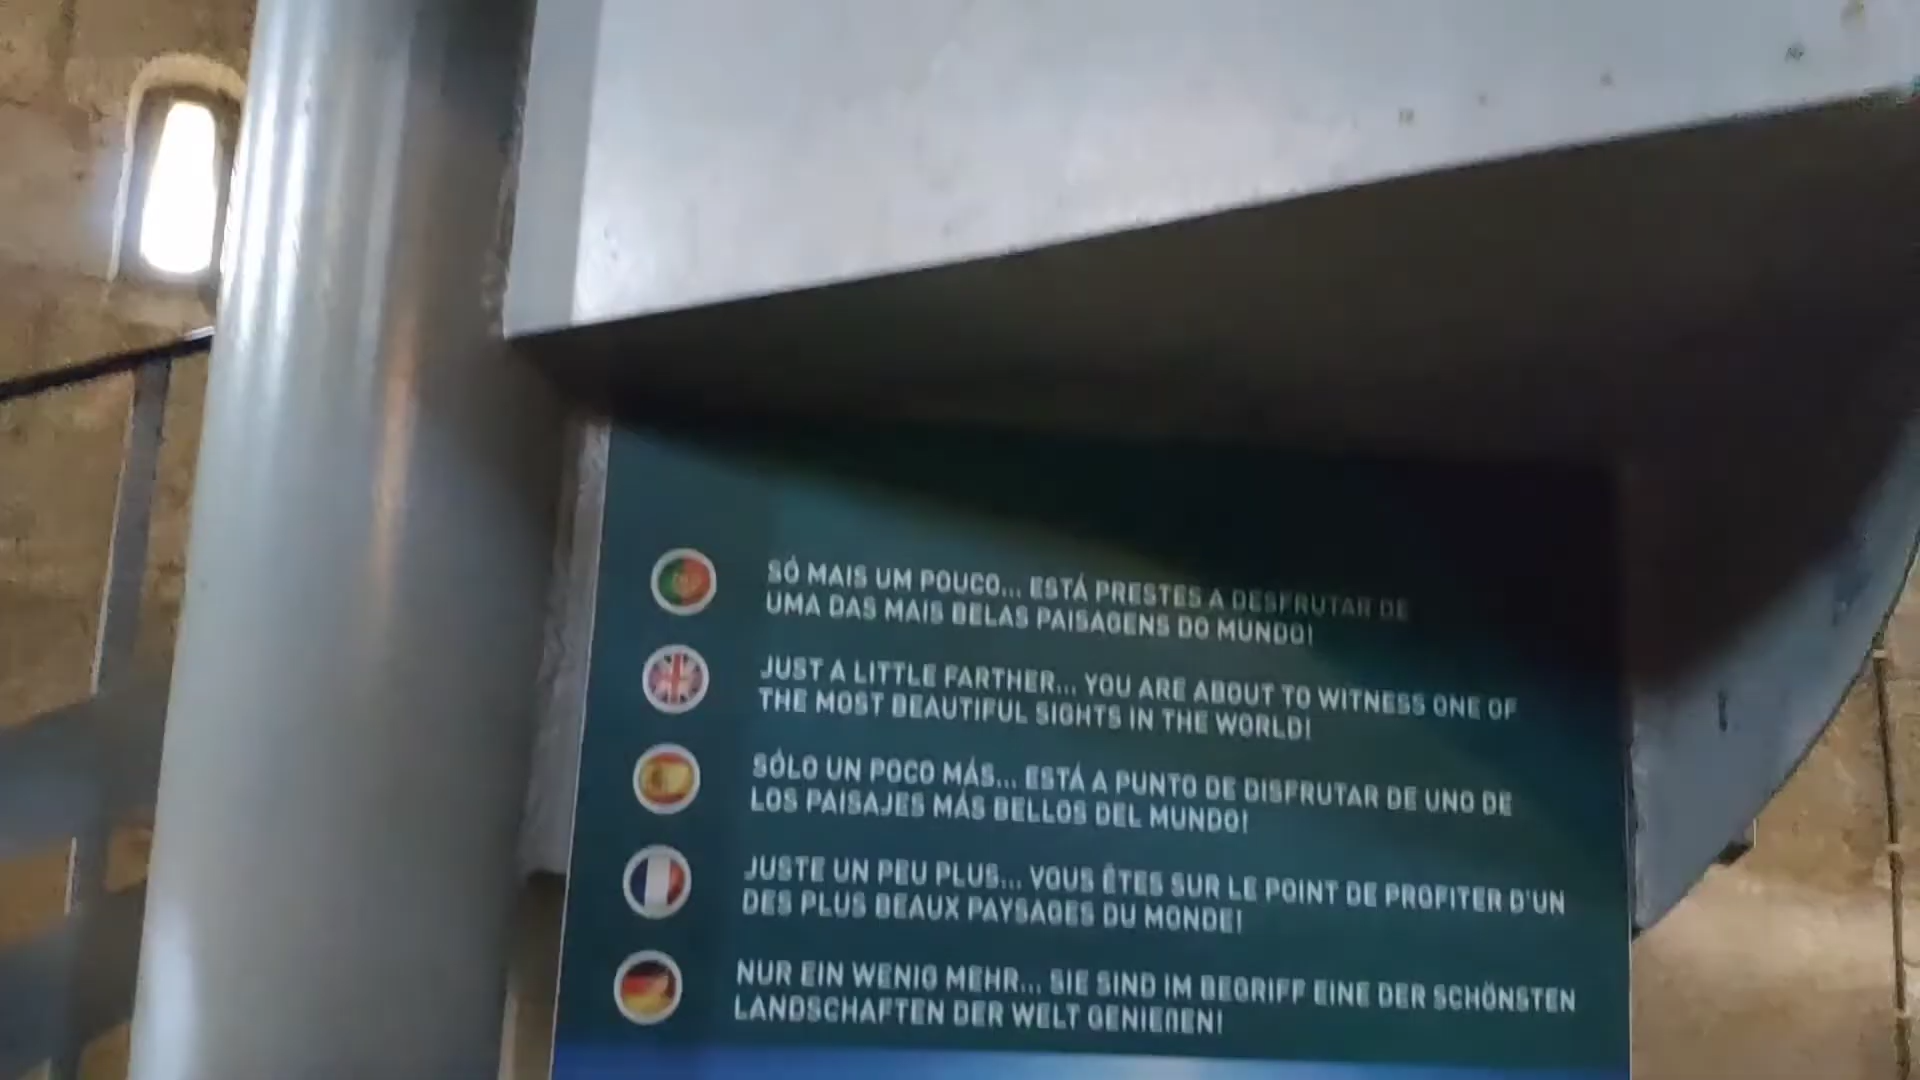 SÓ MAIS UM POUCO... ESTÁ PRESTES A DESFRUTAR DE
UMA DAS MAIS BELAS PAISAGENS DO MUNDO!
JUST A LITTLE FARTHER... YOU ARE ABOUT TO WITNESS ONE OF
THE MOST BEAUTIFUL SIGHTS IN THE WORLD!
SÓLO UN POCO MÁS... ESTÁ A PUNTO DE DISFRUTAR DE UNO DE
LOS PAISAJES MÁS BELLOS DEL MUNDO!
JUSTE UN PEU PLUS... VOUS ÊTES SUR LE POINT DE PROFITER D'UN
DES PLUS BEAUX PAYSAGES DU MONDE!
NUR EIN WENIG MEHR... SIE SIND IM BEGRIFF EINE DER SCHÖNSTEN
LANDSCHAFTEN DER WELT GENIEßEN!